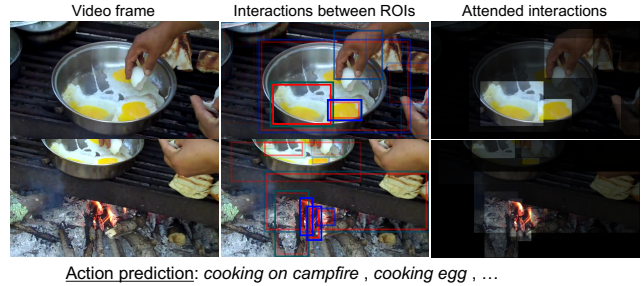 Video frame
Interactions between ROIs
Attended interactions
Action prediction: cooking on campfire , cooking egg , …